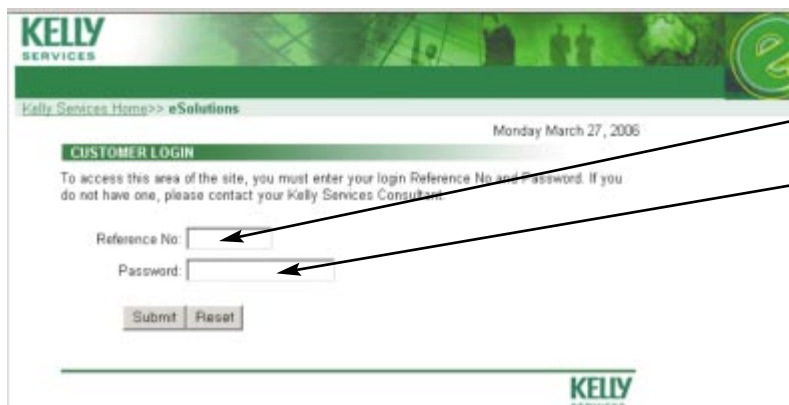 KELLY
SERVICES
e
Kelly Services Home>> eSolutions
Monday March 27, 2006
CUSTOMER LOGIN
To access this area of the site, you must enter your login Reference No and Password. If you
do not have one, please contact your Kelly Services Consultant.
Reference No:
Password:
Submit Reset
KELLY
SERVICES